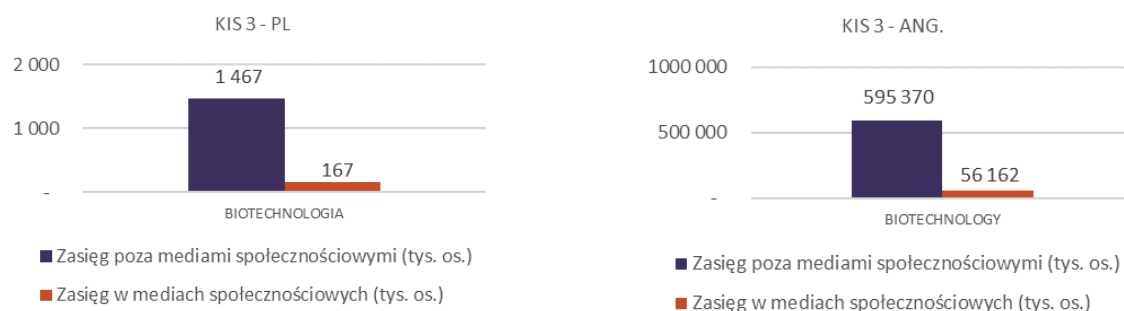 KIS 3 - PL
2 000
1 467
1 000
167
-
BIOTECHNOLOGIA
Zasięg poza mediami społecznościowymi (tys. os.)
Zasięg w mediach społecznościowych (tys. os.)
KIS 3 - ANG.
1000 000
595 370
500 000
56 162
-
BIOTECHNOLOGY
Zasięg poza mediami społecznościowymi (tys. os.)
Zasięg w mediach społecznościowych (tys. os.)